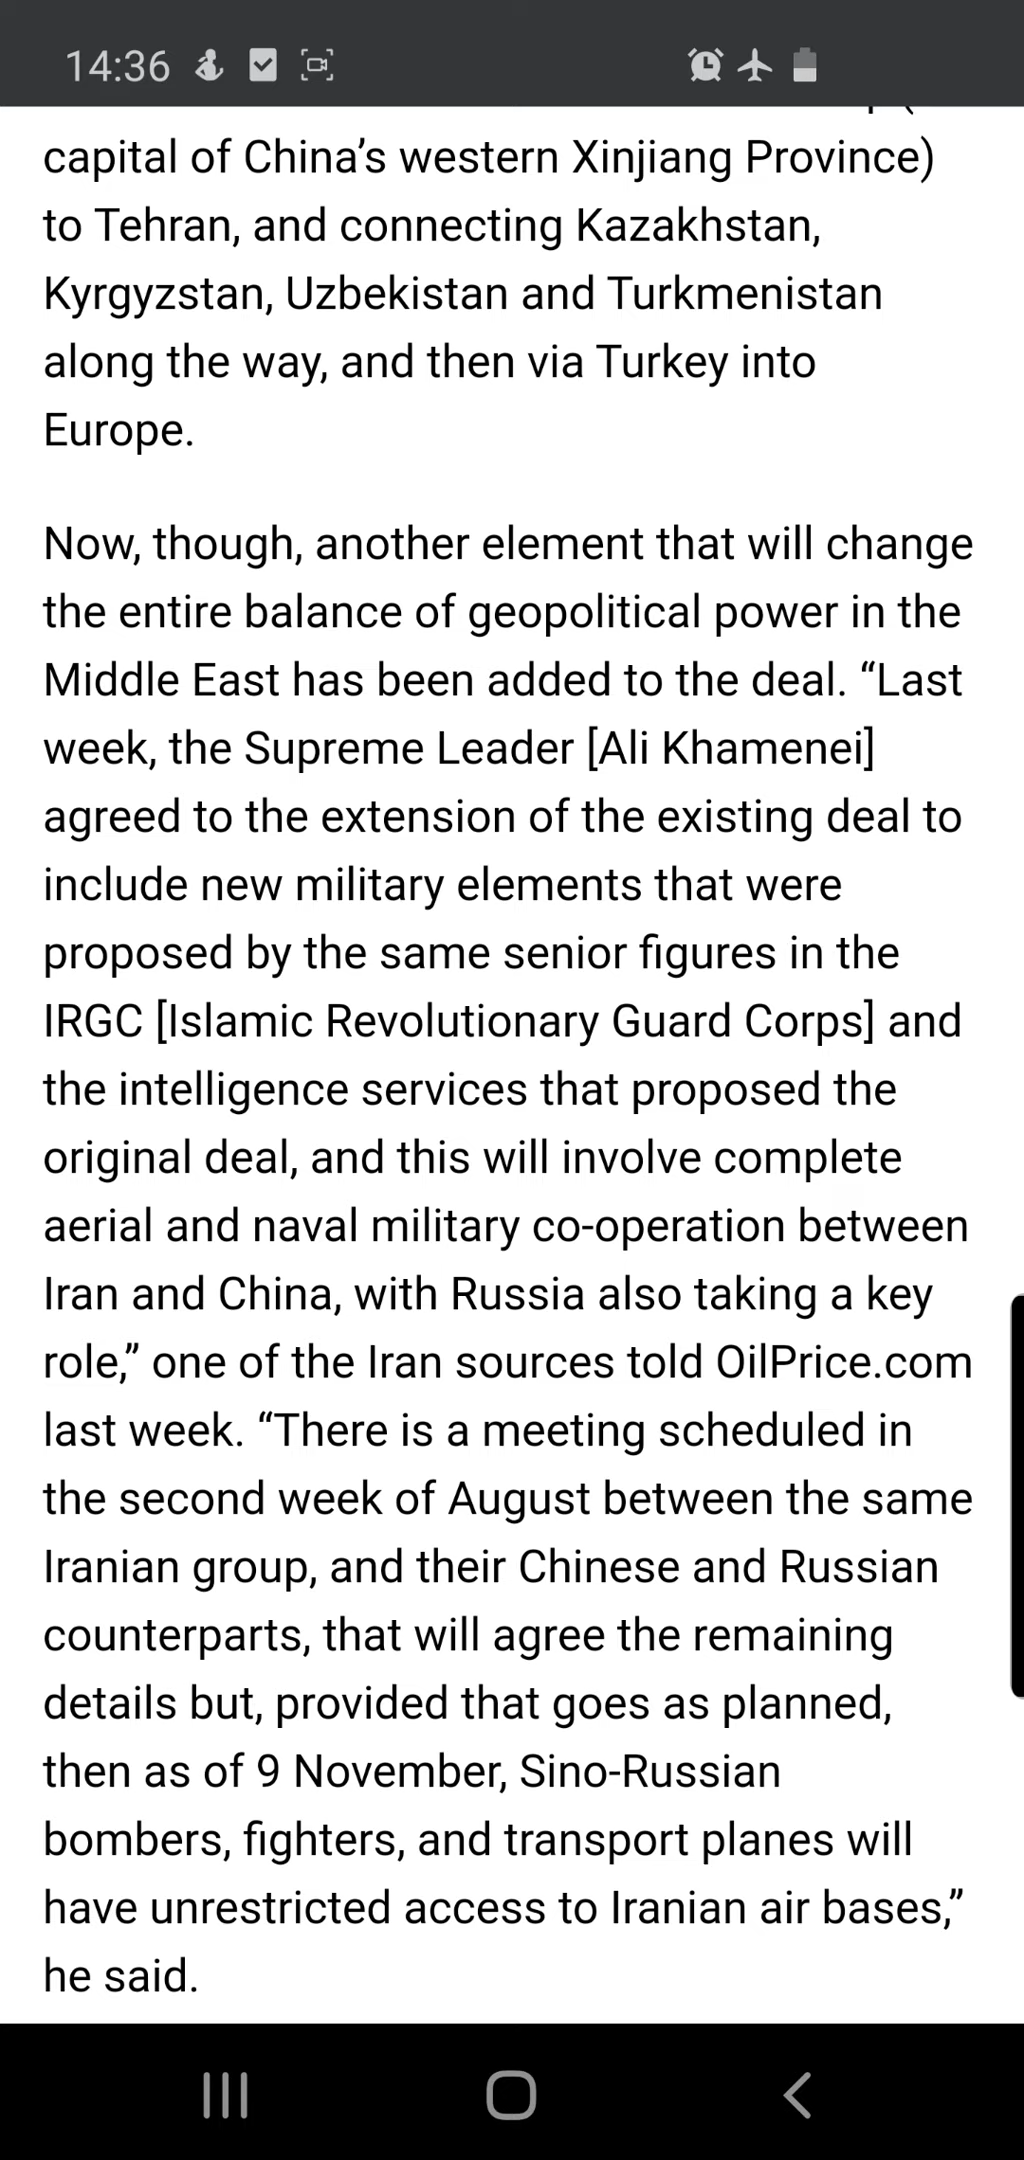 14:36
capital of China’s western Xinjiang Province)
to Tehran, and connecting Kazakhstan,
Kyrgyzstan, Uzbekistan and Turkmenistan
along the way, and then via Turkey into
Europe.
Now, though, another element that will change
the entire balance of geopolitical power in the
Middle East has been added to the deal. “Last
week, the Supreme Leader [Ali Khamenei]
agreed to the extension of the existing deal to
include new military elements that were
proposed by the same senior figures in the
IRGC [Islamic Revolutionary Guard Corps] and
the intelligence services that proposed the
original deal, and this will involve complete
aerial and naval military co-operation between
Iran and China, with Russia also taking a key
role,” one of the Iran sources told OilPrice.com
last week. “There is a meeting scheduled in
the second week of August between the same
Iranian group, and their Chinese and Russian
counterparts, that will agree the remaining
details but, provided that goes as planned,
then as of 9 November, Sino-Russian
bombers, fighters, and transport planes will
have unrestricted access to Iranian air bases,”
he said.